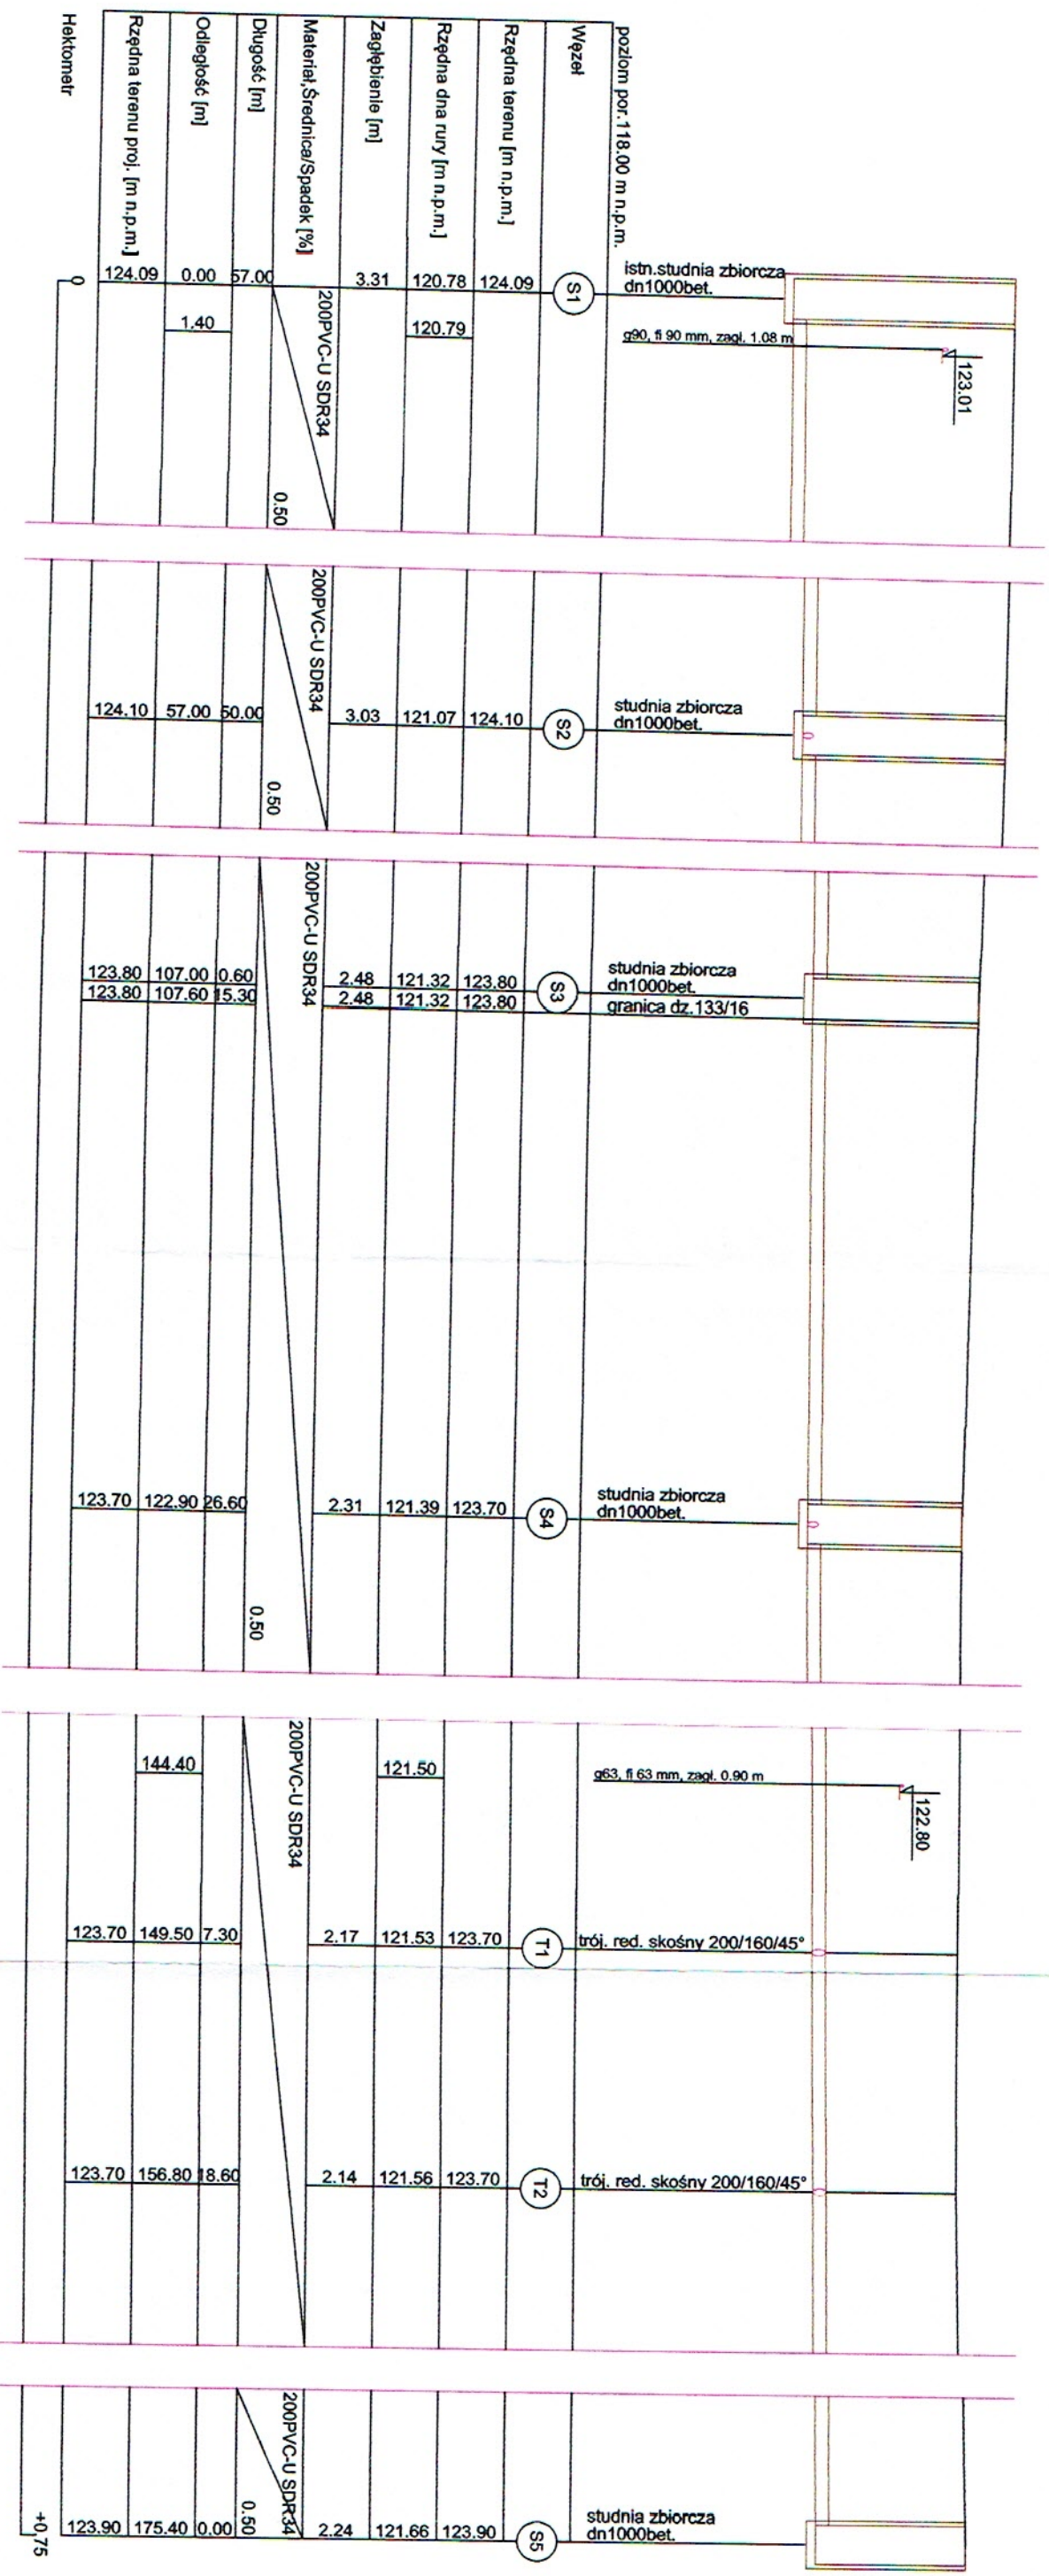 poziom por.118.00 m n.p.m.
Węzeł
Rzędna terenu [m n.p.m.]
Rzędna dna rury [m n.p.m.]
Zagłębienie [m]
Materiał,Średnica/Spadek [%]
Długość [m]
Odległość [m]
Rzędna terenu proj. [m n.p.m.]
Hektometr
istn.studnia zbiorcza
dn1000bet.
S1
124.09
120.78
3.31
57.00
0.00
124.09
0
g90, fi 90 mm, zagł. 1.08 m
123.01
120.79
1.40
200PVC-U SDR34
0.50
200PVC-U SDR34
studnia zbiorcza
dn1000bet.
S2
124.10
121.07
3.03
50.00
57.00
124.10
0.50
200PVC-U SDR34
studnia zbiorcza
dn1000bet.
S3
123.80
121.32
2.48
0.60
107.00
123.80
granica dz.133/16
123.80
121.32
2.48
15.30
107.60
123.80
studnia zbiorcza
dn1000bet.
S4
123.70
121.39
2.31
26.60
122.90
123.70
0.50
200PVC-U SDR34
g63, fi 63 mm, zagł. 0.90 m
122.80
121.50
144.40
trój. red. skośny 200/160/45°
T1
123.70
121.53
2.17
7.30
149.50
123.70
trój. red. skośny 200/160/45°
T2
123.70
121.56
2.14
18.60
156.80
123.70
200PVC-U SDR34
0.50
studnia zbiorcza
dn1000bet.
S5
123.90
121.66
2.24
0.00
175.40
123.90
+0,75